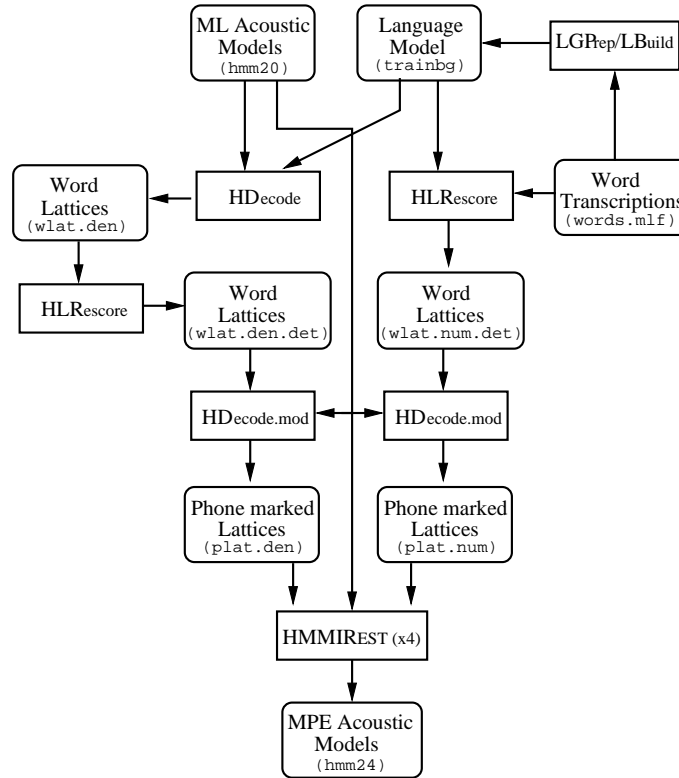 ML Acoustic
Models
(hmm20)
Language
Model
(trainbg)
LGPrep/LBuild
Word
Lattices
(wlat.den)
HDecode
HLRescore
Word
Transcriptions
(words.mlf)
HLRescore
Word
Lattices
(wlat.den.det)
Word
Lattices
(wlat.num.det)
HDecode.mod
HDecode.mod
Phone marked
Lattices
(plat.den)
Phone marked
Lattices
(plat.num)
HMMIREST (x4)
MPE Acoustic
Models
(hmm24)